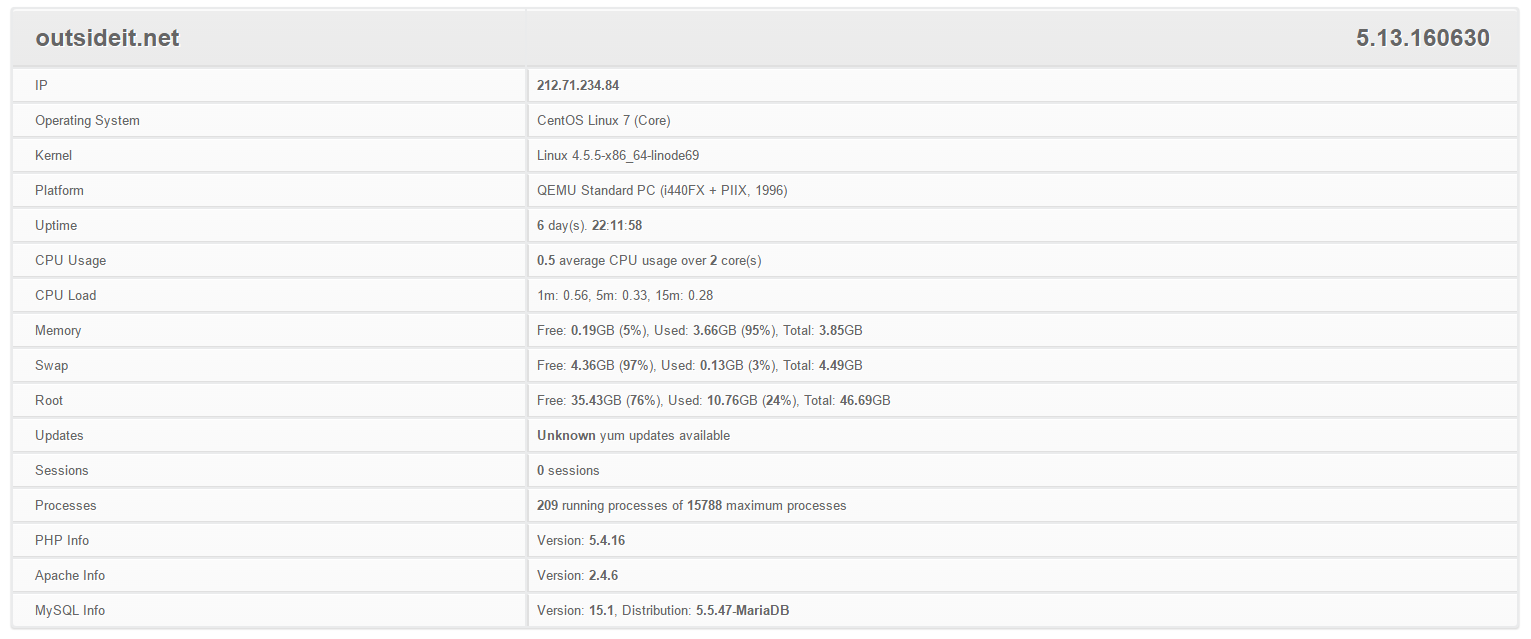 outsideit.net 5.13.160630
IP 212.71.234.84
Operating System CentOS Linux 7 (Core)
Kernel Linux 4.5.5-x86_64-linode69
Platform QEMU Standard PC (i440FX + PIIX, 1996)
Uptime 6 day(s). 22:11:58
CPU Usage 0.5 average CPU usage over 2 core(s)
CPU Load 1m: 0.56, 5m: 0.33, 15m: 0.28
Memory Free: 0.19GB (5%), Used: 3.66GB (95%), Total: 3.85GB
Swap Free: 4.36GB (97%), Used: 0.13GB (3%), Total: 4.49GB
Root Free: 35.43GB (76%), Used: 10.76GB (24%), Total: 46.69GB
Updates Unknown yum updates available
Sessions 0 sessions
Processes 209 running processes of 15788 maximum processes
PHP Info Version: 5.4.16
Apache Info Version: 2.4.6
MySQL Info Version: 15.1, Distribution: 5.5.47-MariaDB